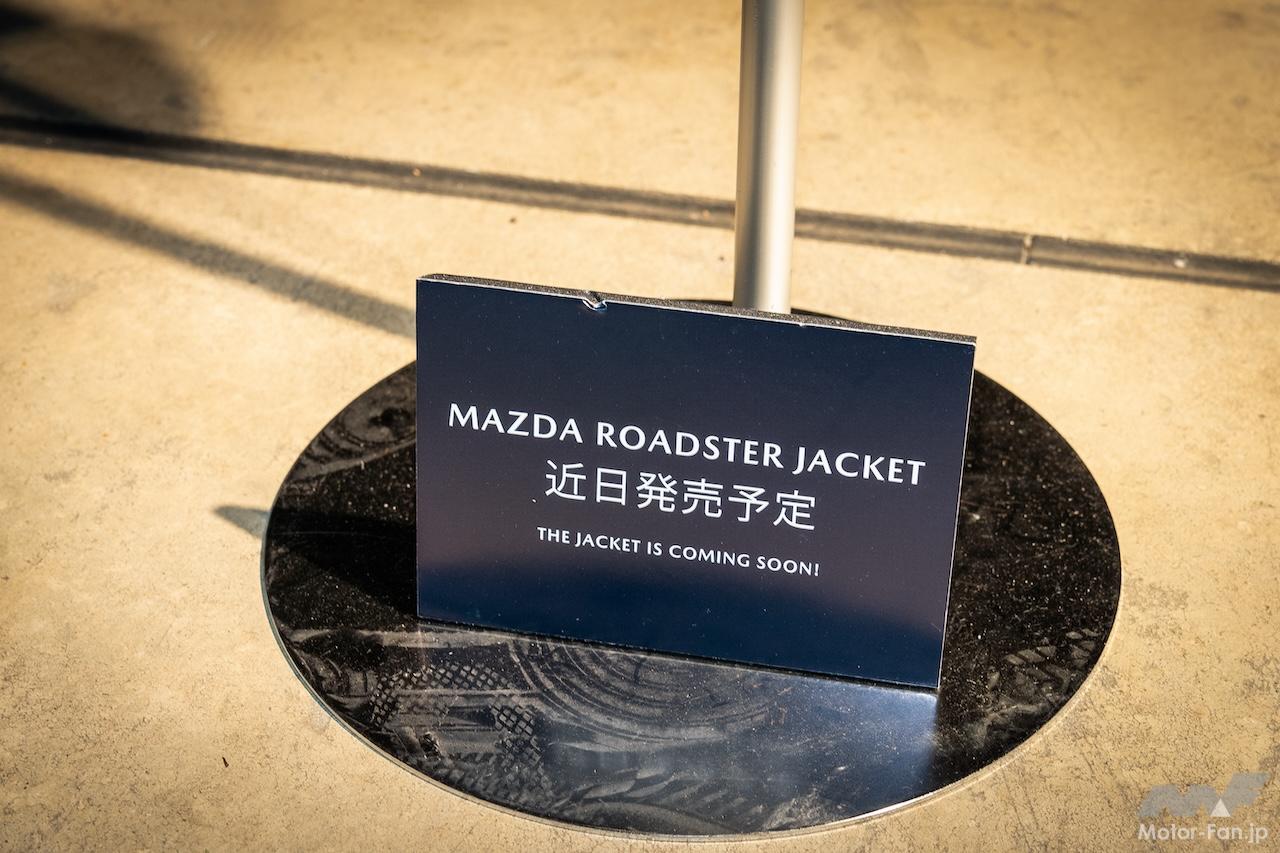 MAZDA ROADSTER JACKET
近日発売予定
THE JACKET IS COMING SOON!
Motor-Fan.jp